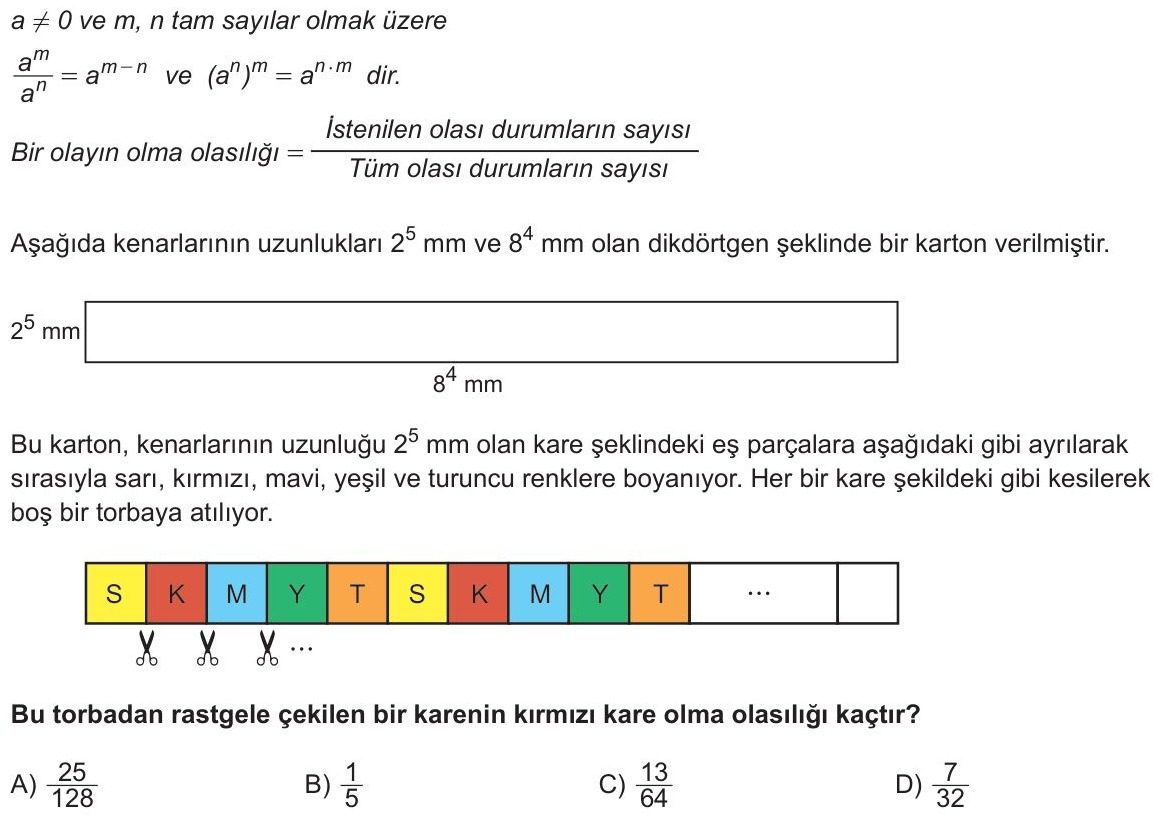 a ≠ 0 ve m, n tam sayılar olmak üzere
a^m / a^n = a^(m−n) ve (a^n)^m = a^(n·m) dir.
Bir olayın olma olasılığı = İstenilen olası durumların sayısı / Tüm olası durumların sayısı
Aşağıda kenarlarının uzunlukları 2^5 mm ve 8^4 mm olan dikdörtgen şeklinde bir karton verilmiştir.
2^5 mm
8^4 mm
Bu karton, kenarlarının uzunluğu 2^5 mm olan kare şeklindeki eş parçalara aşağıdaki gibi ayrılarak
sırasıyla sarı, kırmızı, mavi, yeşil ve turuncu renklere boyanıyor. Her bir kare şekildeki gibi kesilerek
boş bir torbaya atılıyor.
S K M Y T S K M Y T ...
...
Bu torbadan rastgele çekilen bir karenin kırmızı kare olma olasılığı kaçtır?
A) 25/128 B) 1/5 C) 13/64 D) 7/32